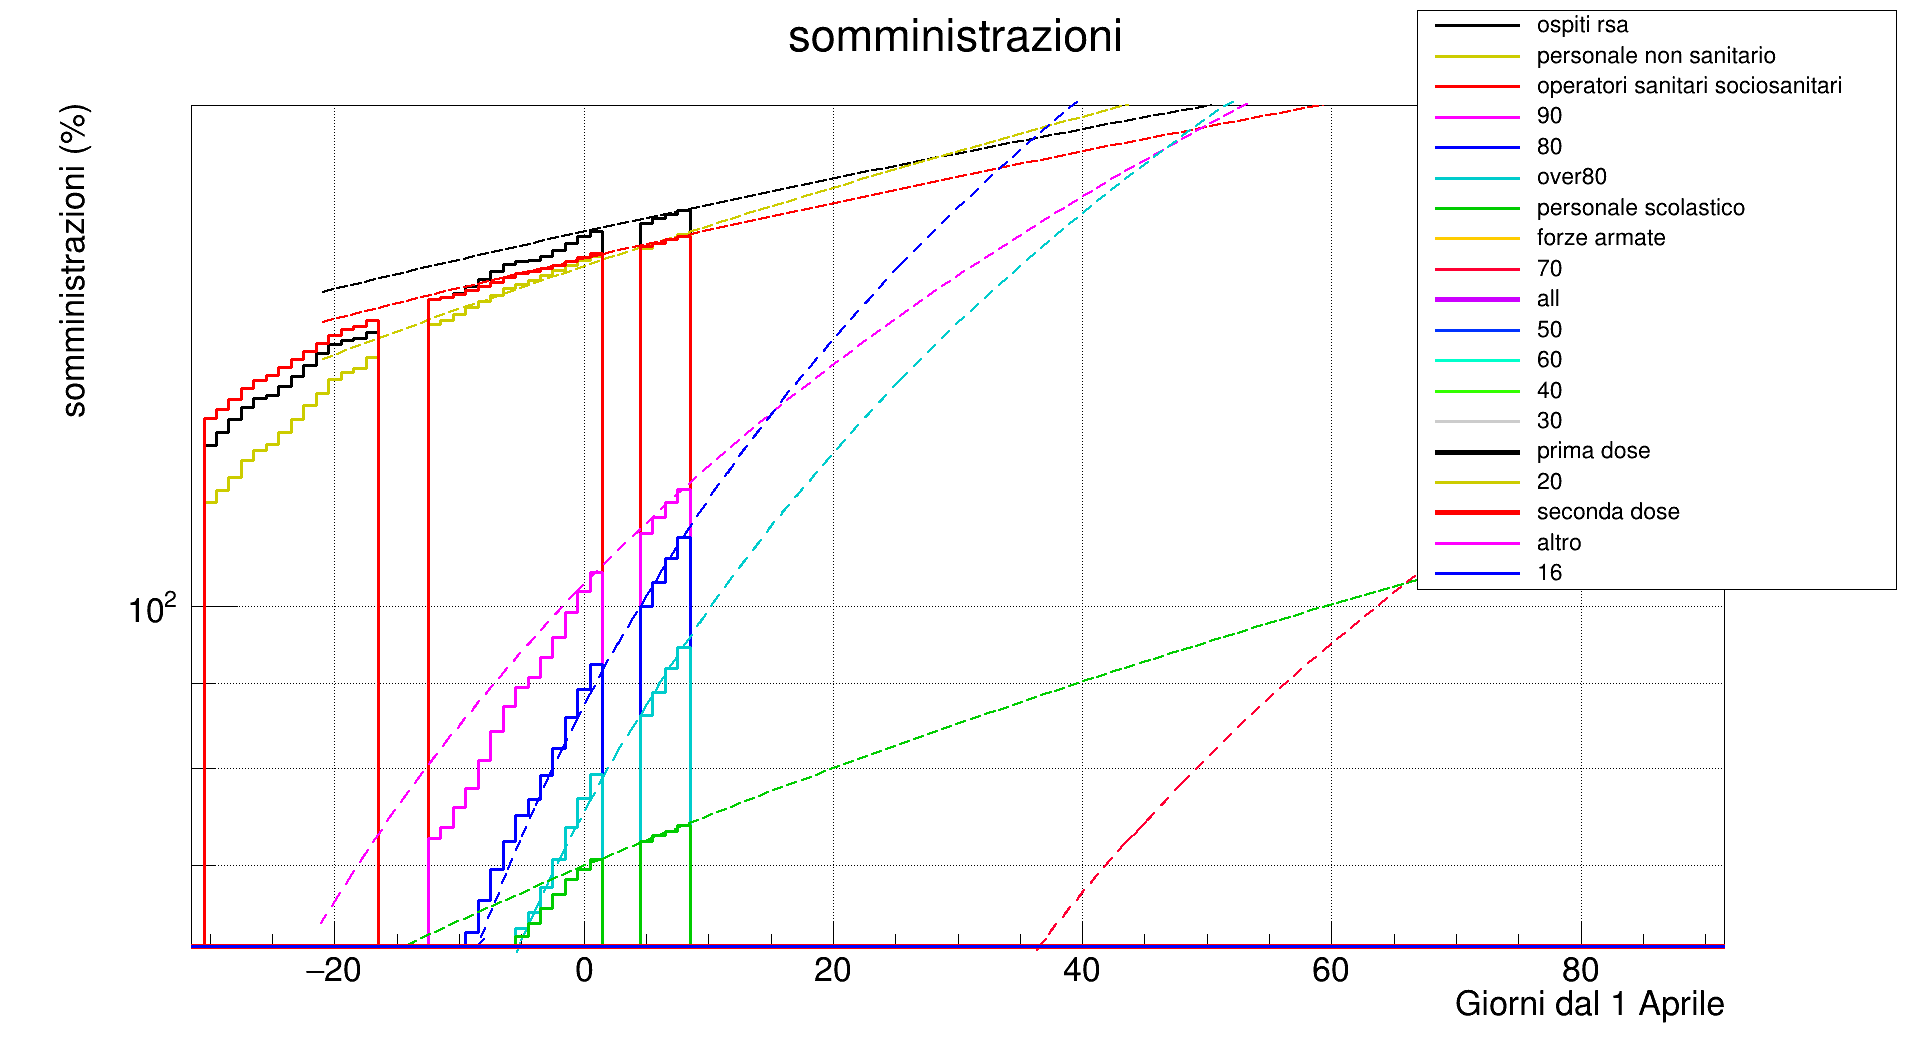 somministrazioni
somministrazioni (%)
10²
−20 0 20 40 60 80
Giorni dal 1 Aprile
ospiti rsa
personale non sanitario
operatori sanitari sociosanitari
90
80
over80
personale scolastico
forze armate
70
all
50
60
40
30
prima dose
20
seconda dose
altro
16